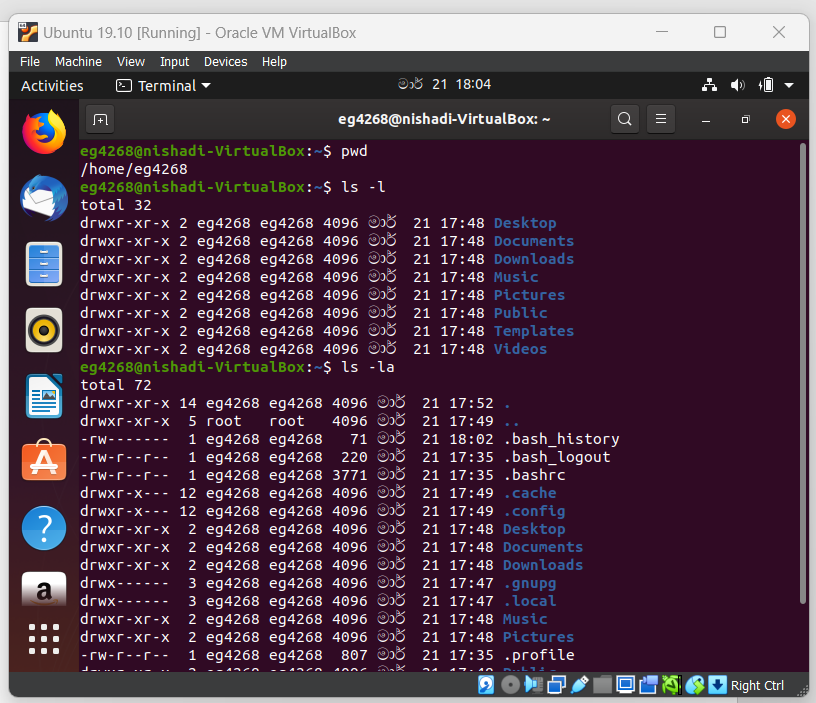 Ubuntu 19.10 [Running] - Oracle VM VirtualBox
File Machine View Input Devices Help
Activities Terminal මාර් 21 18:04
eg4268@nishadi-VirtualBox: ~
eg4268@nishadi-VirtualBox:~$ pwd
/home/eg4268
eg4268@nishadi-VirtualBox:~$ ls -l
total 32
drwxr-xr-x 2 eg4268 eg4268 4096 මාර් 21 17:48 Desktop
drwxr-xr-x 2 eg4268 eg4268 4096 මාර් 21 17:48 Documents
drwxr-xr-x 2 eg4268 eg4268 4096 මාර් 21 17:48 Downloads
drwxr-xr-x 2 eg4268 eg4268 4096 මාර් 21 17:48 Music
drwxr-xr-x 2 eg4268 eg4268 4096 මාර් 21 17:48 Pictures
drwxr-xr-x 2 eg4268 eg4268 4096 මාර් 21 17:48 Public
drwxr-xr-x 2 eg4268 eg4268 4096 මාර් 21 17:48 Templates
drwxr-xr-x 2 eg4268 eg4268 4096 මාර් 21 17:48 Videos
eg4268@nishadi-VirtualBox:~$ ls -la
total 72
drwxr-xr-x 14 eg4268 eg4268 4096 මාර් 21 17:52 .
drwxr-xr-x 5 root root 4096 මාර් 21 17:49 ..
-rw------- 1 eg4268 eg4268 71 මාර් 21 18:02 .bash_history
-rw-r--r-- 1 eg4268 eg4268 220 මාර් 21 17:35 .bash_logout
-rw-r--r-- 1 eg4268 eg4268 3771 මාර් 21 17:35 .bashrc
drwxr-x--- 12 eg4268 eg4268 4096 මාර් 21 17:49 .cache
drwxr-x--- 12 eg4268 eg4268 4096 මාර් 21 17:49 .config
drwxr-xr-x 2 eg4268 eg4268 4096 මාර් 21 17:48 Desktop
drwxr-xr-x 2 eg4268 eg4268 4096 මාර් 21 17:48 Documents
drwxr-xr-x 2 eg4268 eg4268 4096 මාර් 21 17:48 Downloads
drwx------ 3 eg4268 eg4268 4096 මාර් 21 17:47 .gnupg
drwx------ 3 eg4268 eg4268 4096 මාර් 21 17:47 .local
drwxr-xr-x 2 eg4268 eg4268 4096 මාර් 21 17:48 Music
drwxr-xr-x 2 eg4268 eg4268 4096 මාර් 21 17:48 Pictures
-rw-r--r-- 1 eg4268 eg4268 807 මාර් 21 17:35 .profile
Right Ctrl